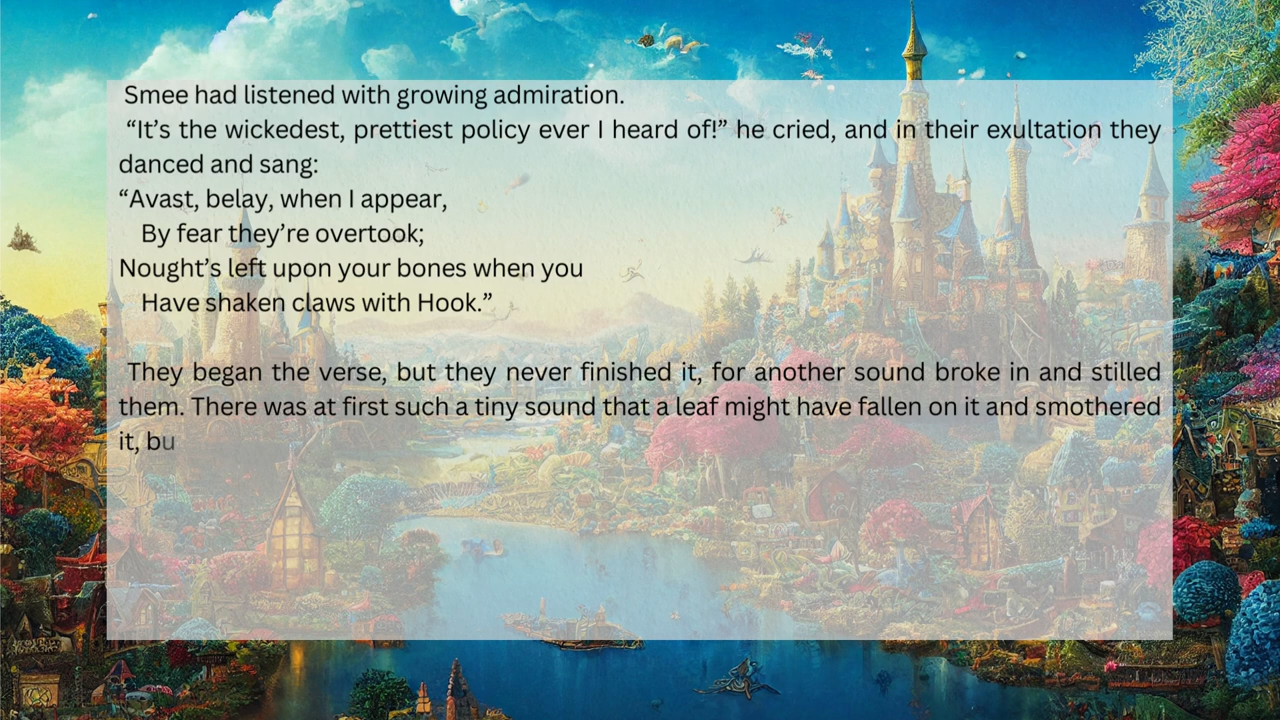 Smee had listened with growing admiration.
“It’s the wickedest, prettiest policy ever I heard of!” he cried, and in their exultation they
danced and sang:
“Avast, belay, when I appear,
By fear they’re overtook;
Nought’s left upon your bones when you
Have shaken claws with Hook.”
They began the verse, but they never finished it, for another sound broke in and stilled
them. There was at first such a tiny sound that a leaf might have fallen on it and smothered
it, bu